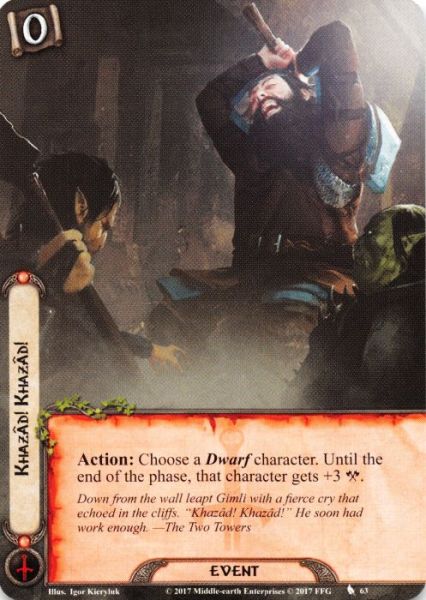 0
KHAZÂD! KHAZÂD!
Action: Choose a Dwarf character. Until the
end of the phase, that character gets +3 .
Down from the wall leapt Gimli with a fierce cry that
echoed in the cliffs. “Khazâd! Khazâd!” He soon had
work enough. —The Two Towers
EVENT
Illus. Igor Kieryluk
© 2017 Middle-earth Enterprises © 2017 FFG
63